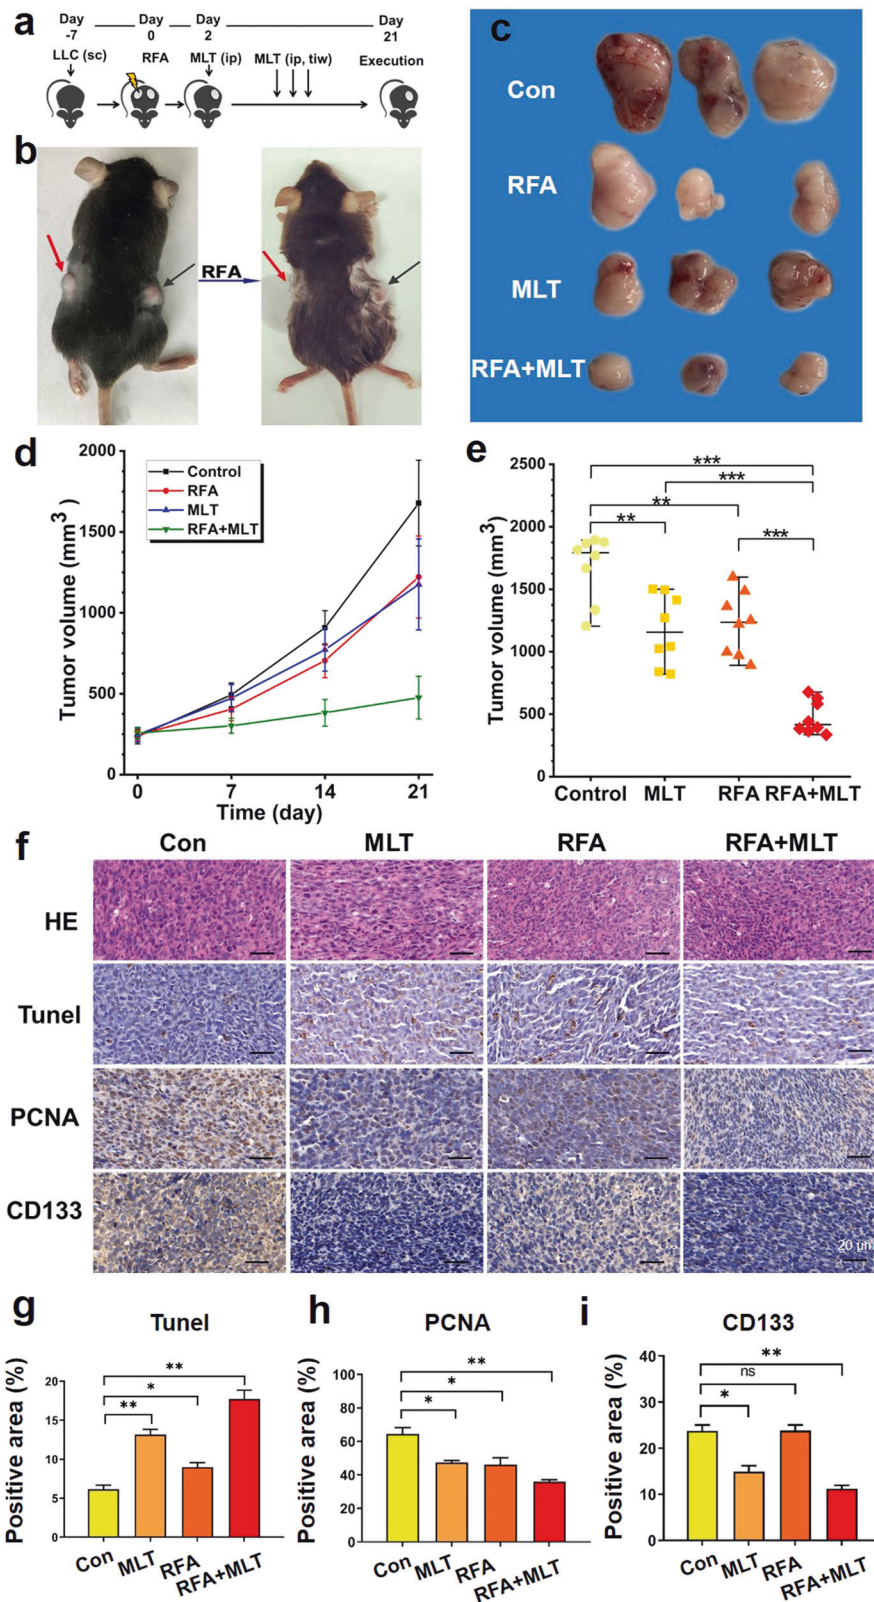 a
Day Day Day Day
-7 0 2 21
LLC (sc) RFA MLT (ip) MLT (ip, tiw) Execution
b
RFA
c
Con
RFA
MLT
RFA+MLT
d
Tumor volume (mm3)
2000
1500
1000
500
0
Control
RFA
MLT
RFA+MLT
0 7 14 21
Time (day)
e
Tumor volume (mm3)
2500
2000
1500
1000
500
0
***
***
**
**
***
Control MLT RFA RFA+MLT
f
Con MLT RFA RFA+MLT
HE
Tunel
PCNA
CD133
20 um
g
Tunel
Positive area (%)
20
15
10
5
0
**
*
**
Con MLT RFA RFA+MLT
h
PCNA
Positive area (%)
100
80
60
40
20
0
**
*
*
Con MLT RFA RFA+MLT
i
CD133
Positive area (%)
40
30
20
10
0
**
ns
*
Con MLT RFA RFA+MLT